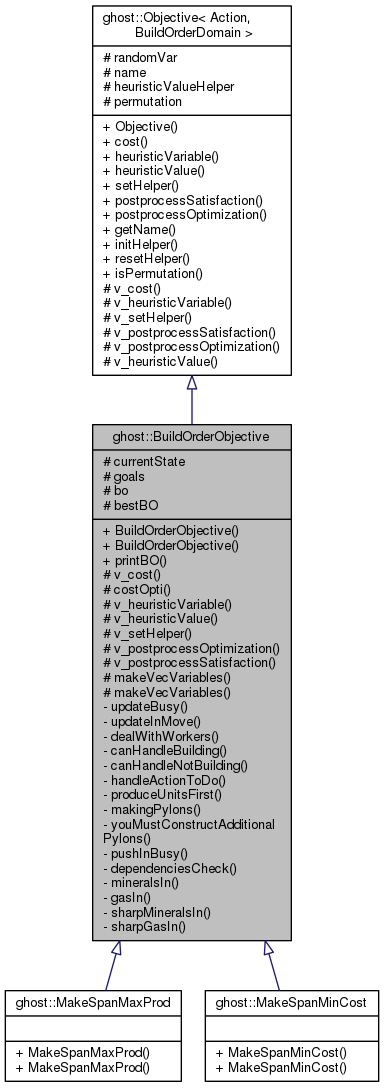 ghost::Objective< Action,
BuildOrderDomain >
# randomVar
# name
# heuristicValueHelper
# permutation
+ Objective()
+ cost()
+ heuristicVariable()
+ heuristicValue()
+ setHelper()
+ postprocessSatisfaction()
+ postprocessOptimization()
+ getName()
+ initHelper()
+ resetHelper()
+ isPermutation()
# v_cost()
# v_heuristicVariable()
# v_setHelper()
# v_postprocessSatisfaction()
# v_postprocessOptimization()
# v_heuristicValue()
ghost::BuildOrderObjective
# currentState
# goals
# bo
# bestBO
+ BuildOrderObjective()
+ BuildOrderObjective()
+ printBO()
# v_cost()
# costOpti()
# v_heuristicVariable()
# v_heuristicValue()
# v_setHelper()
# v_postprocessOptimization()
# v_postprocessSatisfaction()
# makeVecVariables()
# makeVecVariables()
- updateBusy()
- updateInMove()
- dealWithWorkers()
- canHandleBuilding()
- canHandleNotBuilding()
- handleActionToDo()
- produceUnitsFirst()
- makingPylons()
- youMustConstructAdditional
Pylons()
- pushInBusy()
- dependenciesCheck()
- mineralsIn()
- gasIn()
- sharpMineralsIn()
- sharpGasIn()
ghost::MakeSpanMaxProd
+ MakeSpanMaxProd()
+ MakeSpanMaxProd()
ghost::MakeSpanMinCost
+ MakeSpanMinCost()
+ MakeSpanMinCost()